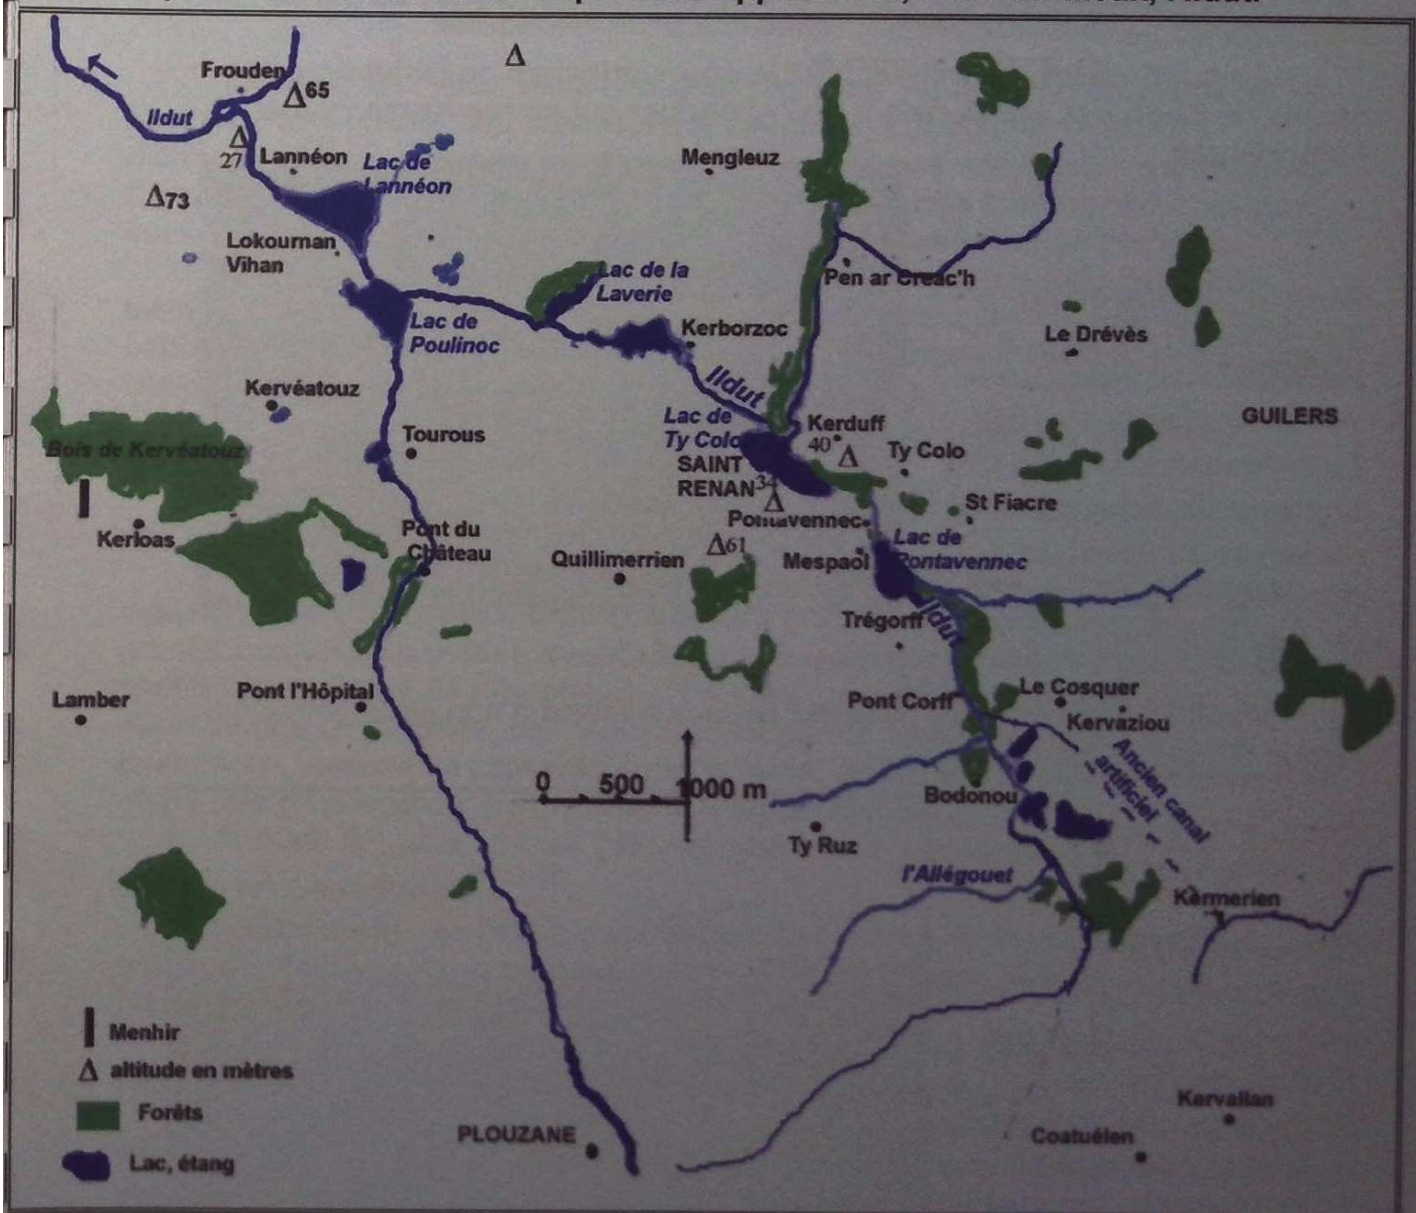 Frouden
65
Ildut
27
Lannéon
Lac de
Lannéon
73
Mengleuz
Lokournan
Vihan
Lac de la
Laverie
Pen ar Creac'h
Lac de
Poulinoc
Kerborzoc
Le Drévès
Kervéatouz
Ildut
Lac de
Ty Colo
Kerduff
40
GUILERS
Bois de Kervéatouz
Tourous
SAINT
RENAN
34
Ty Colo
St Fiacre
Kerloas
Pont du
Château
Pontavennec
61
Quillimerrien
Mespaol
Lac de
Pontavennec
Trégorff
Ildut
Lamber
Pont l'Hôpital
Pont Corff
Le Cosquer
Kervaziou
Ancien canal
artificiel
0 500 1000 m
Bodonou
Ty Ruz
l'Allégouet
Kermerien
Menhir
altitude en mètres
Forêts
Lac, étang
PLOUZANE
Kervallan
Coatuélen